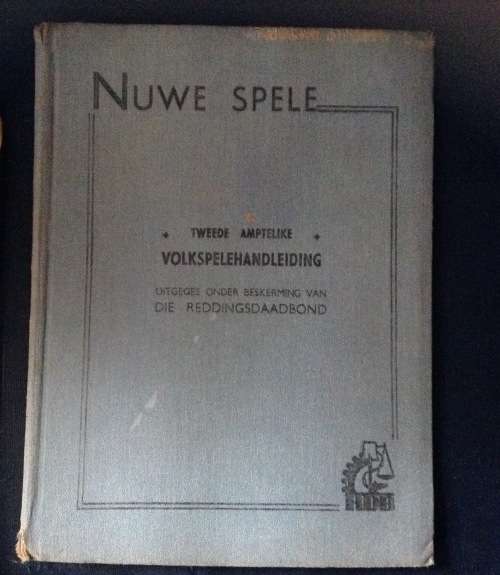 NUWE SPELE
TWEEDE AMPTELIKE
VOLKSPELEHANDLEIDING
UITGEGEE ONDER BESKERMING VAN
DIE REDDINGSDAADBOND